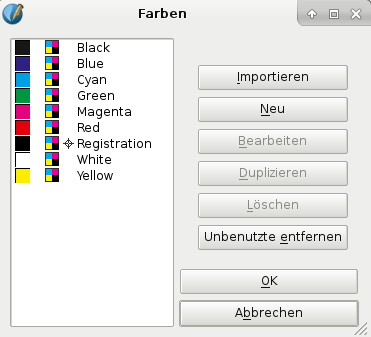 Farben
Black
Blue
Cyan
Green
Magenta
Red
Registration
White
Yellow
Importieren
Neu
Bearbeiten
Duplizieren
Löschen
Unbenutzte entfernen
OK
Abbrechen